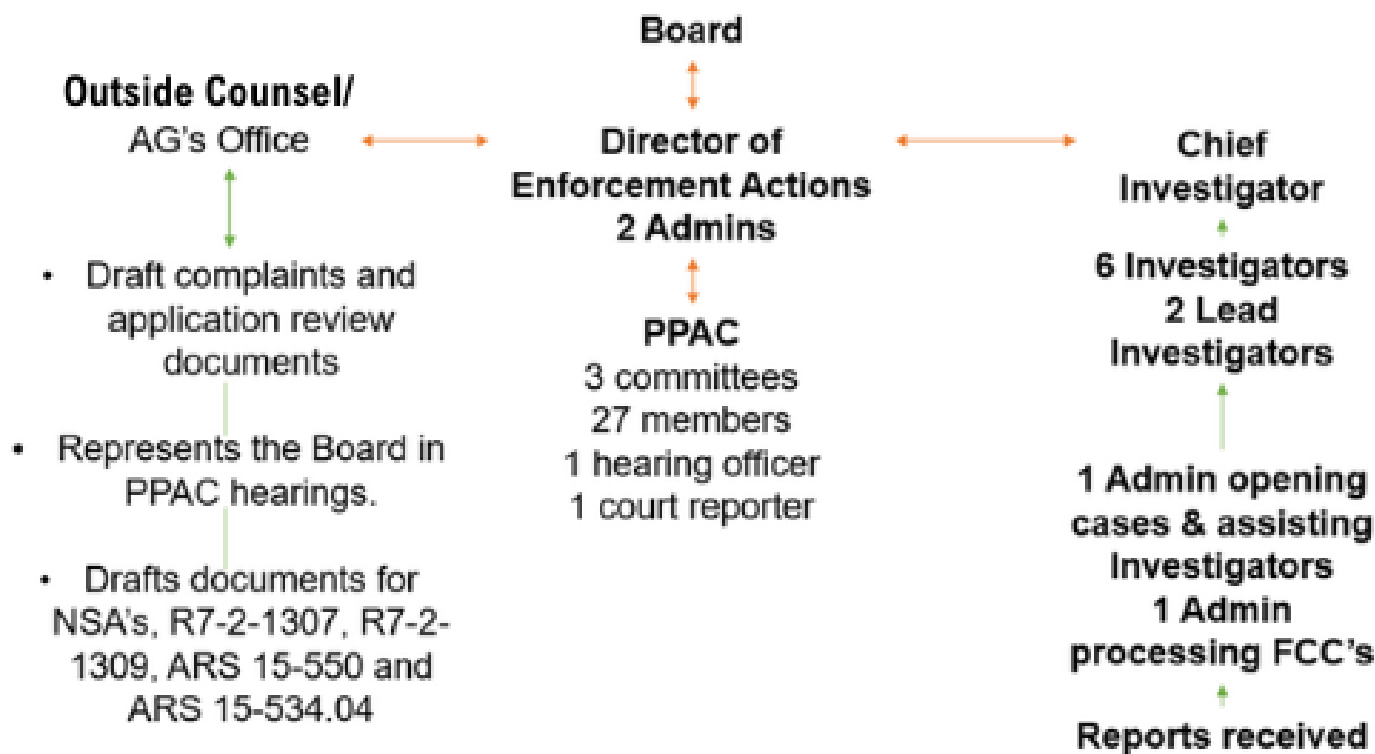 Board
Outside Counsel/
AG's Office
• Draft complaints and
application review
documents
• Represents the Board in
PPAC hearings.
• Drafts documents for
NSA's, R7-2-1307, R7-2-
1309, ARS 15-550 and
ARS 15-534.04
Director of
Enforcement Actions
2 Admins
PPAC
3 committees
27 members
1 hearing officer
1 court reporter
Chief
Investigator
6 Investigators
2 Lead
Investigators
1 Admin opening
cases & assisting
Investigators
1 Admin
processing FCC's
Reports received